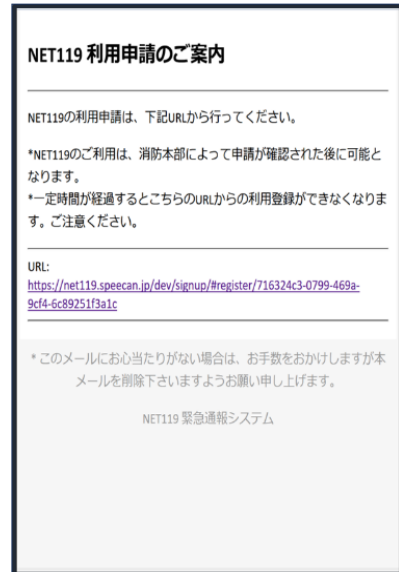 NET119 利用申請のご案内
NET119の利用申請は、下記URLから行ってください。
*NET119のご利用は、消防本部によって申請が確認された後に可能と
なります。
*一定時間が経過するとこちらのURLからの利用登録ができなくなりま
す。ご注意ください。
URL:
https://net119.speecan.jp/dev/signup/#register/716324c3-0799-469a-
9cf4-6c89251f3a1c
* このメールにお心当たりがない場合は、お手数をおかけしますが本
メールを削除下さいますようお願い申し上げます。
NET119 緊急通報システム